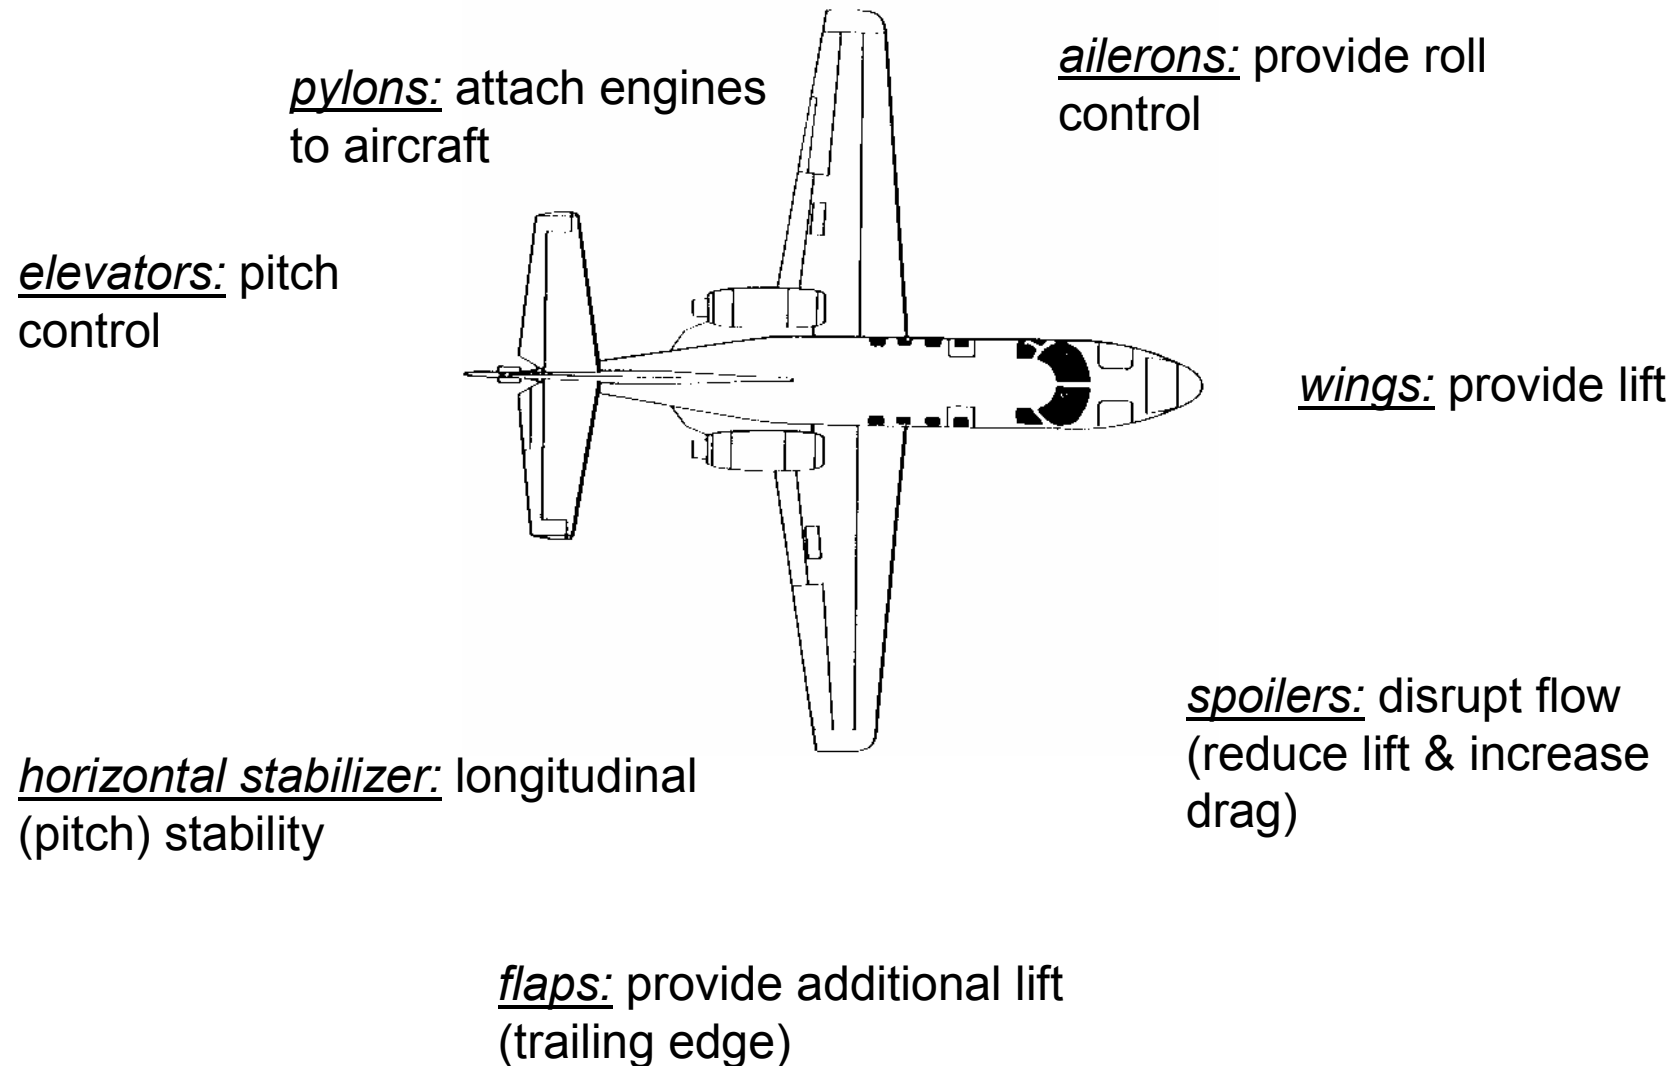 ailerons: provide roll
control
pylons: attach engines
to aircraft
elevators: pitch
control
wings: provide lift
spoilers: disrupt flow
(reduce lift & increase
drag)
horizontal stabilizer: longitudinal
(pitch) stability
flaps: provide additional lift
(trailing edge)